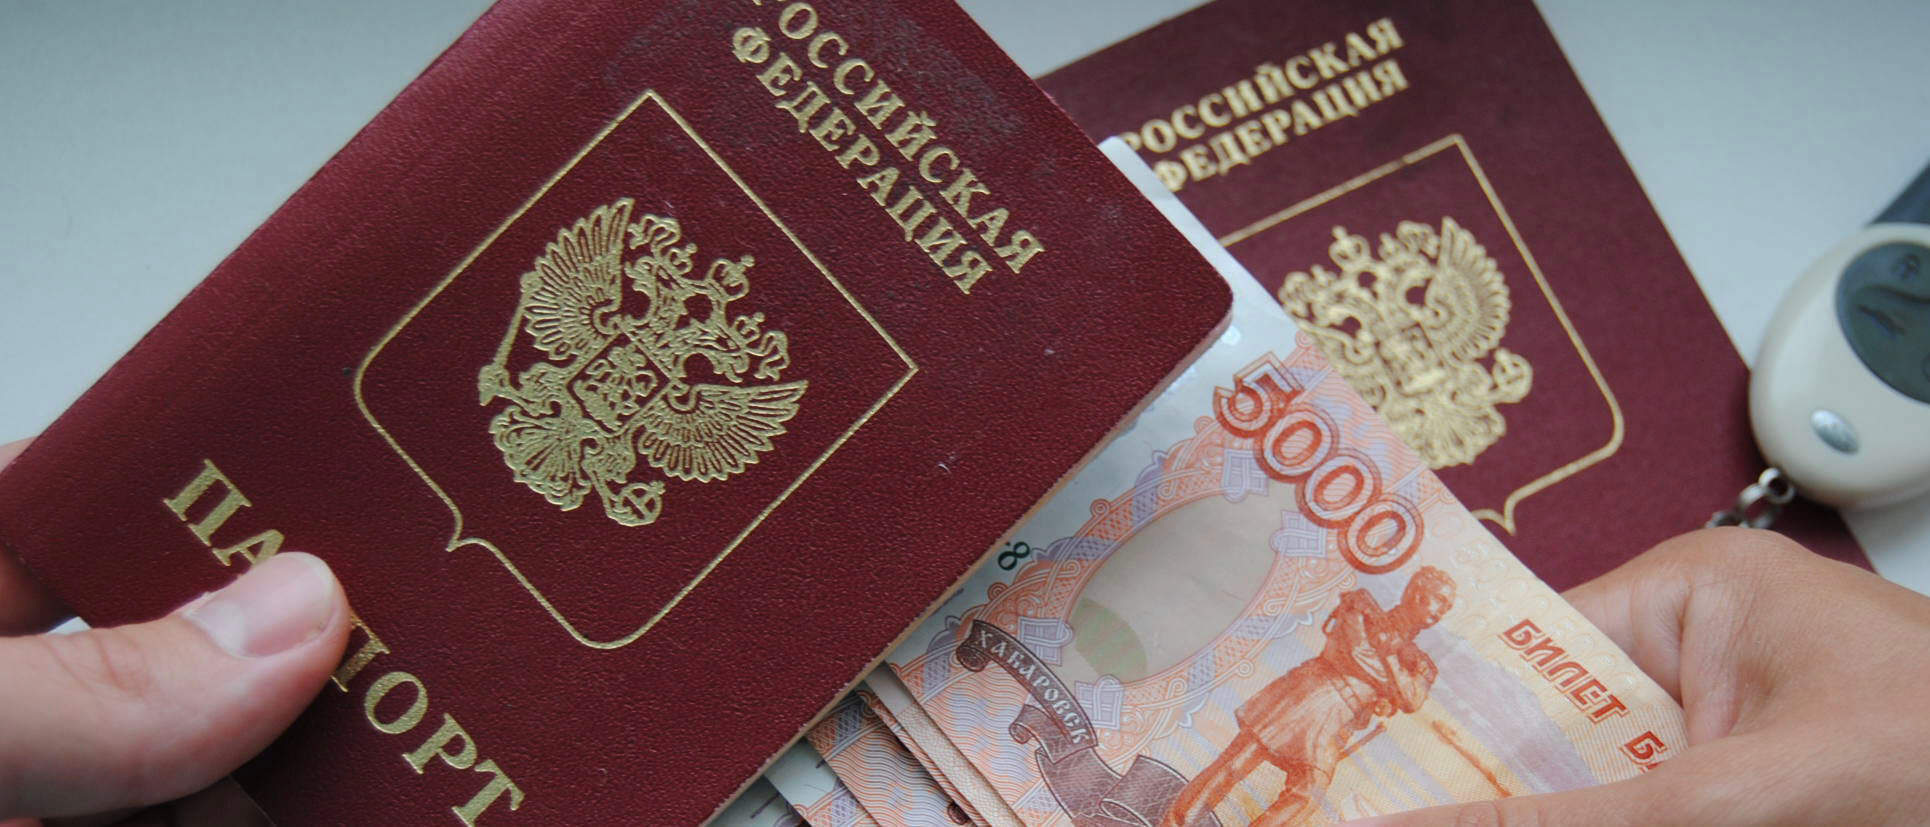 РОССИЙСКАЯ
ФЕДЕРАЦИЯ
ПАСПОРТ
РОССИЙСКАЯ
ФЕДЕРАЦИЯ
5000
ХАБАРОВСК
БИЛЕТ